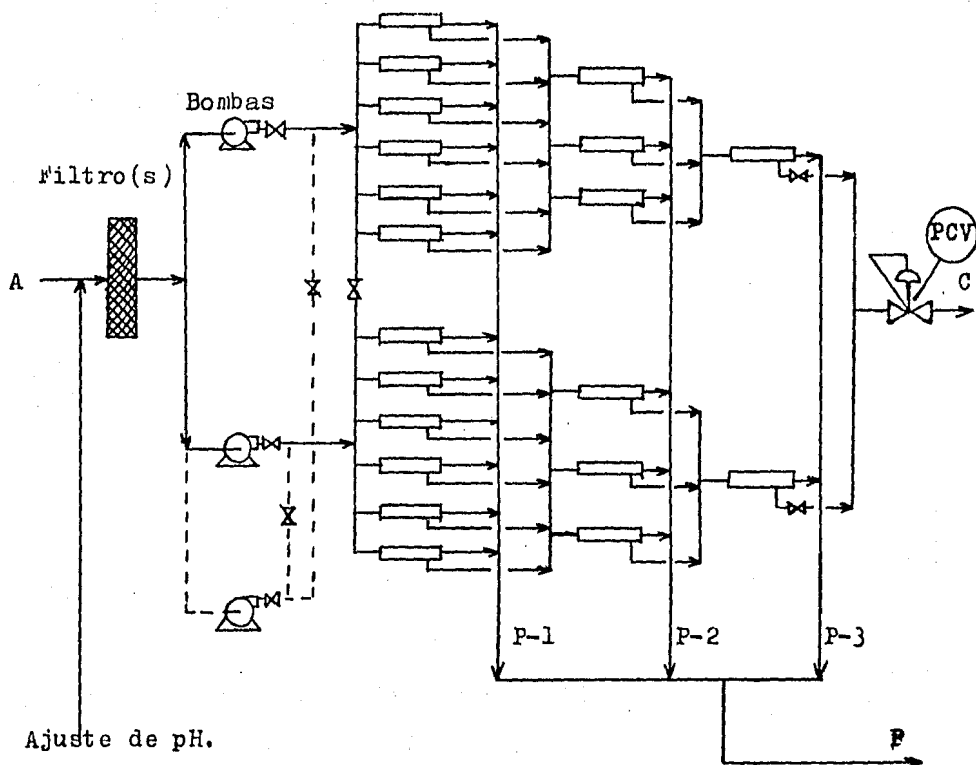 Bombas
Filtro(s)
PCV
A
C
P-1
P-2
P-3
Ajuste de pH.
P